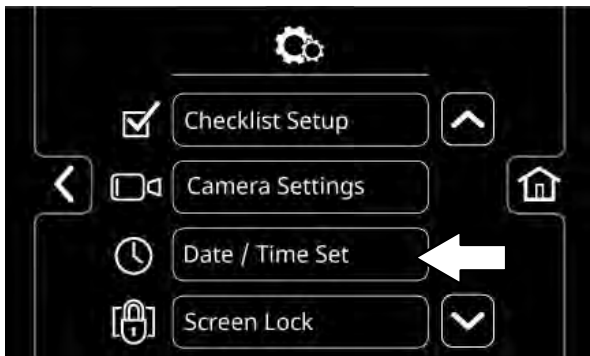 Checklist Setup
Camera Settings
Date / Time Set
Screen Lock